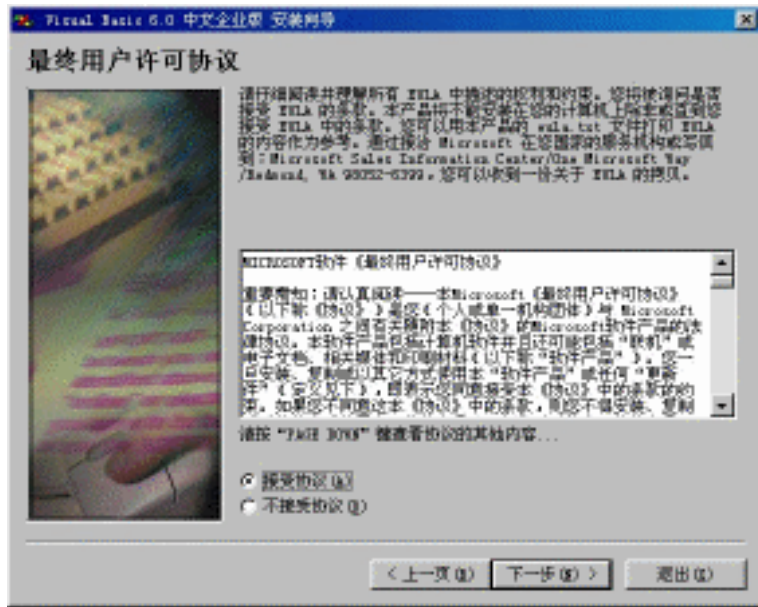 Visual Basic 6.0 中文企业版 安装向导
最终用户许可协议
请仔细阅读并理解所有 EULA 中描述的权利和约束。您将被询问是否
接受 EULA 的条款。本产品将不能安装在您的计算机上除非或直到您
接受 EULA 中的条款。您可以用本产品的 eula.txt 文件打印 EULA
的内容作为参考。通过接洽 Microsoft 在您国家的服务机构或写信
到：Microsoft Sales Information Center/One Microsoft Way
/Redmond, WA 98052-6399，您可以收到一份关于 EULA 的拷贝。
MICROSOFT软件《最终用户许可协议》
重要须知：请认真阅读——本Microsoft《最终用户许可协议》
（以下称《协议》）是您（个人或单一机构团体）与 Microsoft
Corporation 之间有关随附本《协议》的Microsoft软件产品的法
律协议。本软件产品包括计算机软件并且还可能包括“联机”或
电子文档、相关媒体和印刷材料（以下称“软件产品”）。您一
旦安装、复制或以其它方式使用本“软件产品”或任何“更新
件”（定义见下），即表示您同意接受本《协议》中的条款的约
束。如果您不同意这本《协议》中的条款，则您不得安装、复制
请按 “PAGE DOWN” 键查看协议的其他内容...
接受协议(A)
不接受协议(D)
< 上一页(B) 下一步(N) > 退出(X)